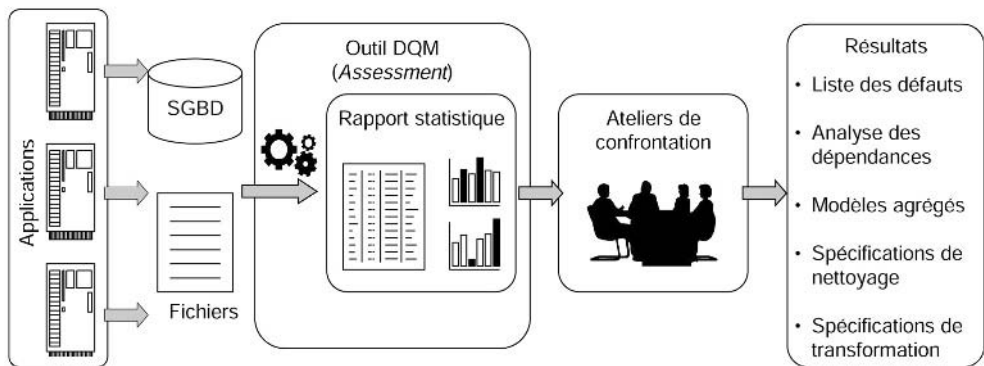 Applications
SGBD
Fichiers
Outil DQM
(Assessment)
Rapport statistique
Ateliers de
confrontation
Résultats
• Liste des défauts
• Analyse des
dépendances
• Modèles agrégés
• Spécifications de
nettoyage
• Spécifications de
transformation